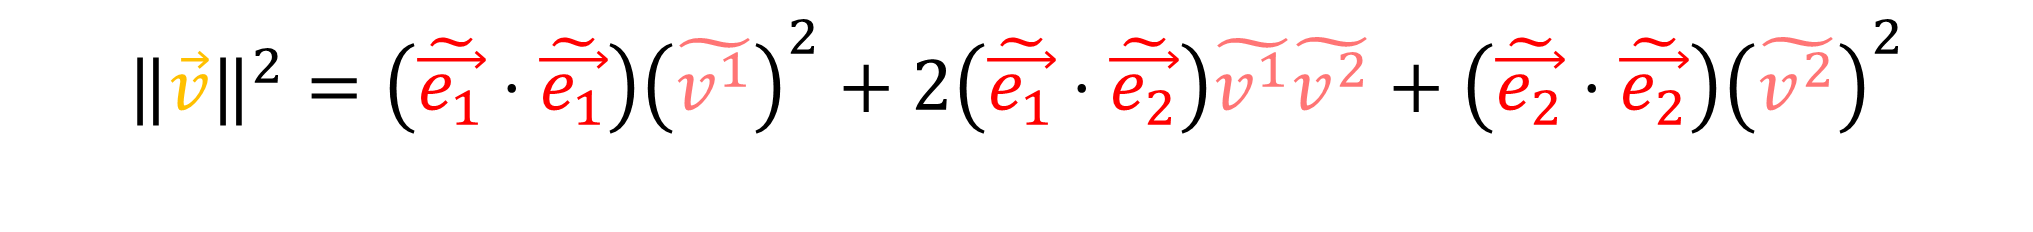 ‖v⃗‖² = (ẽ⃗₁ · ẽ⃗₁)(ṽ¹)² + 2(ẽ⃗₁ · ẽ⃗₂)ṽ¹ṽ² + (ẽ⃗₂ · ẽ⃗₂)(ṽ²)²